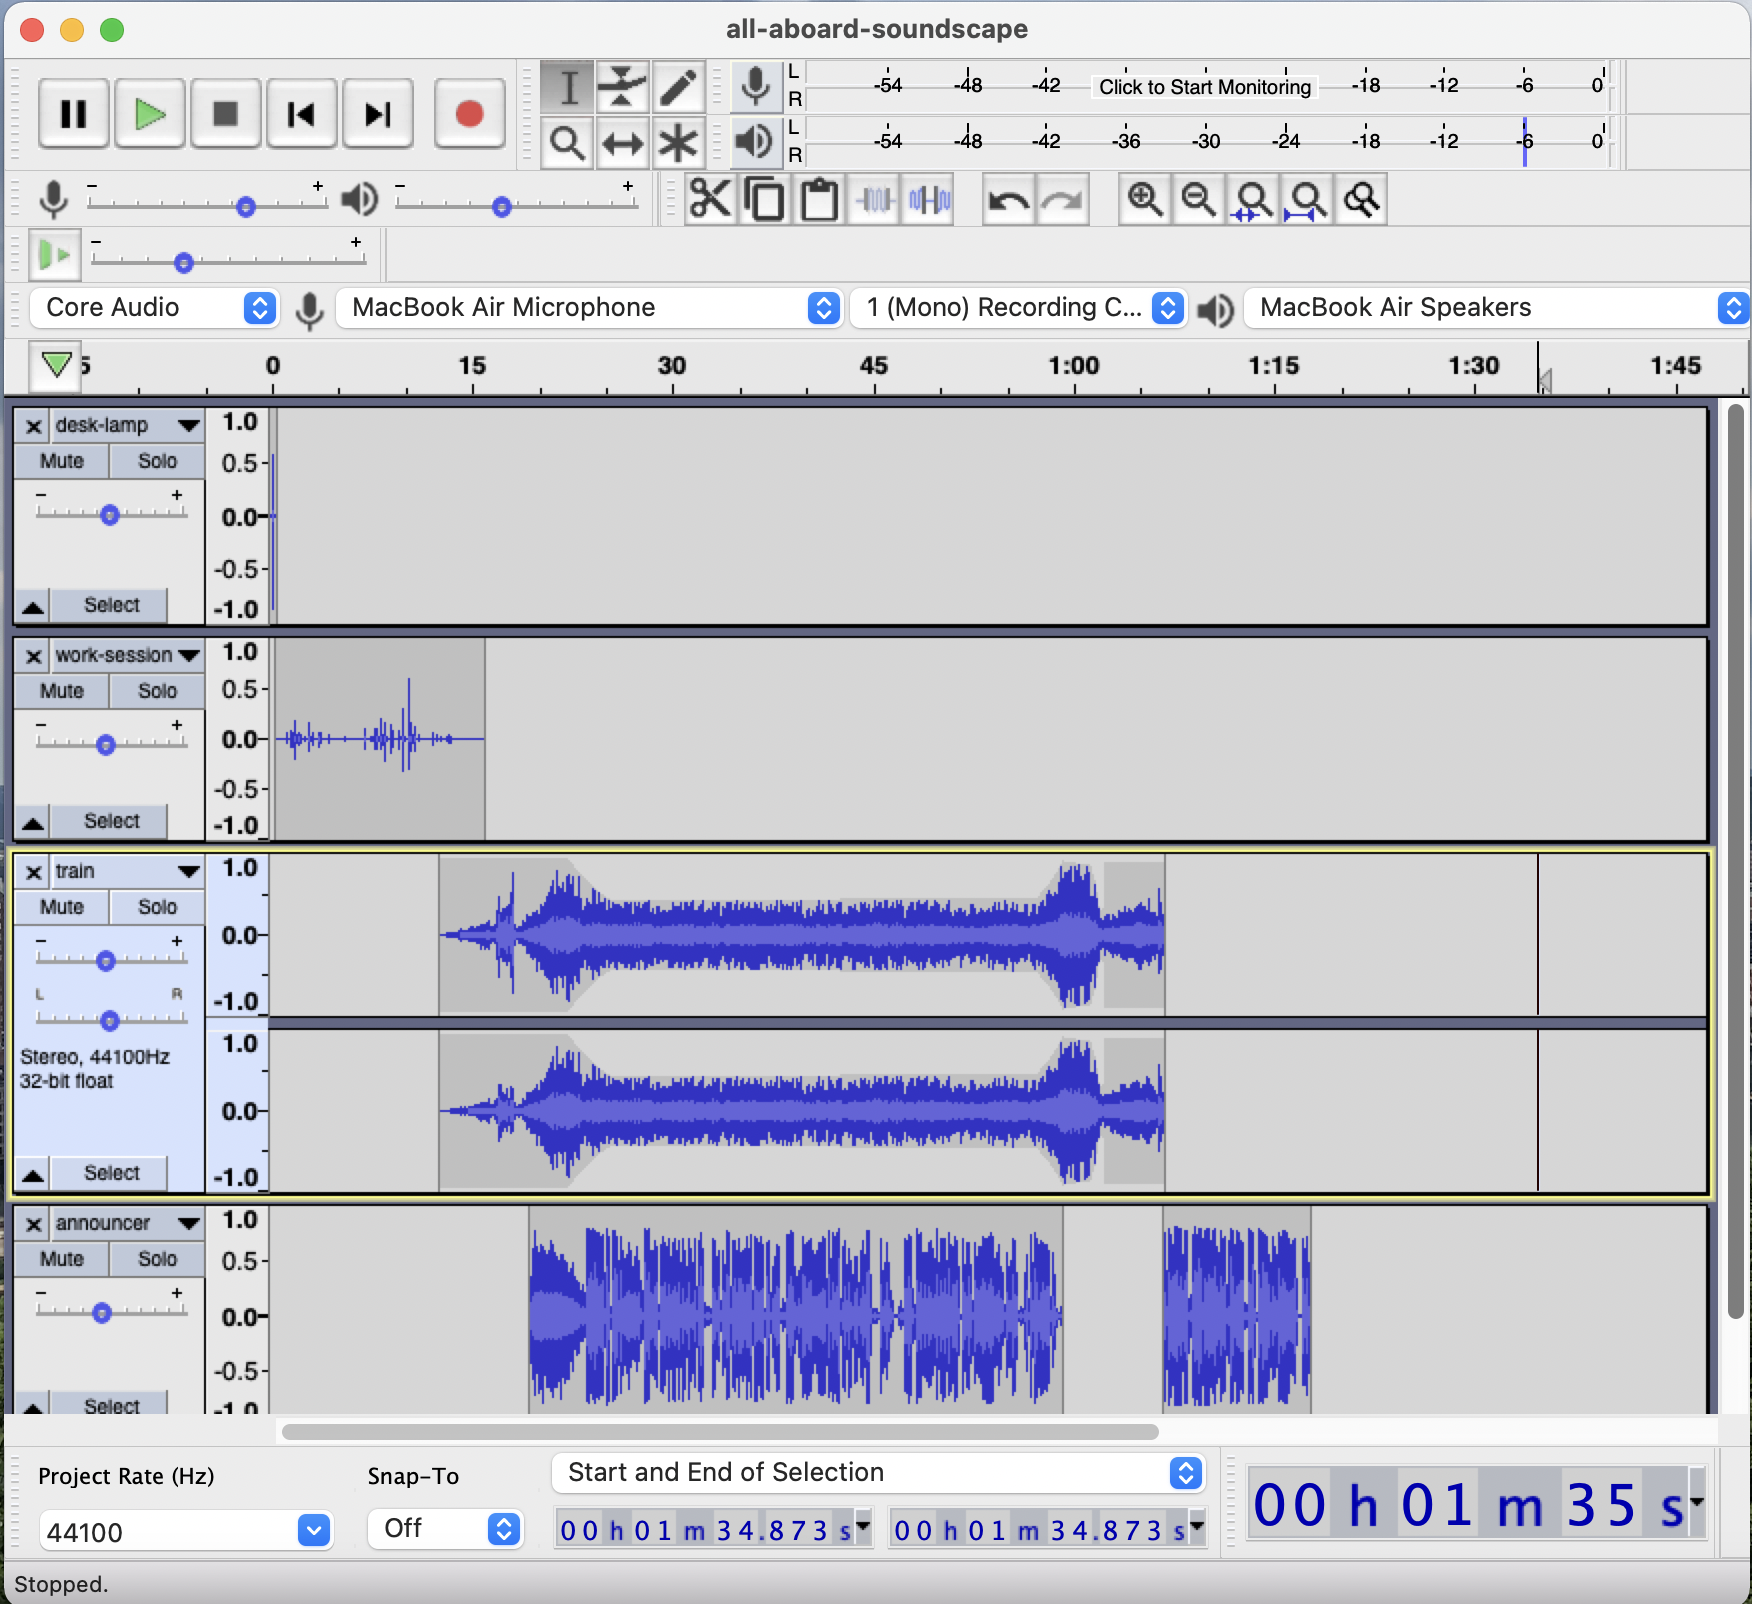 all-aboard-soundscape
L R -54 -48 -42 Click to Start Monitoring -18 -12 -6 0
L R -54 -48 -42 -36 -30 -24 -18 -12 -6 0
- + - +
- +
Core Audio MacBook Air Microphone 1 (Mono) Recording C... MacBook Air Speakers
5 0 15 30 45 1:00 1:15 1:30 1:45
desk-lamp
Mute Solo
- +
Select
1.0
0.5
0.0
-0.5
-1.0
work-session
Mute Solo
- +
Select
1.0
0.5
0.0
-0.5
-1.0
train
Mute Solo
- +
L R
Stereo, 44100Hz
32-bit float
Select
1.0
0.0
-1.0
1.0
0.0
-1.0
announcer
Mute Solo
- +
Select
1.0
0.5
0.0
-0.5
-1.0
Project Rate (Hz) Snap-To Start and End of Selection
44100 Off 00 h 01 m 34.873 s 00 h 01 m 34.873 s
00 h 01 m 35 s
Stopped.